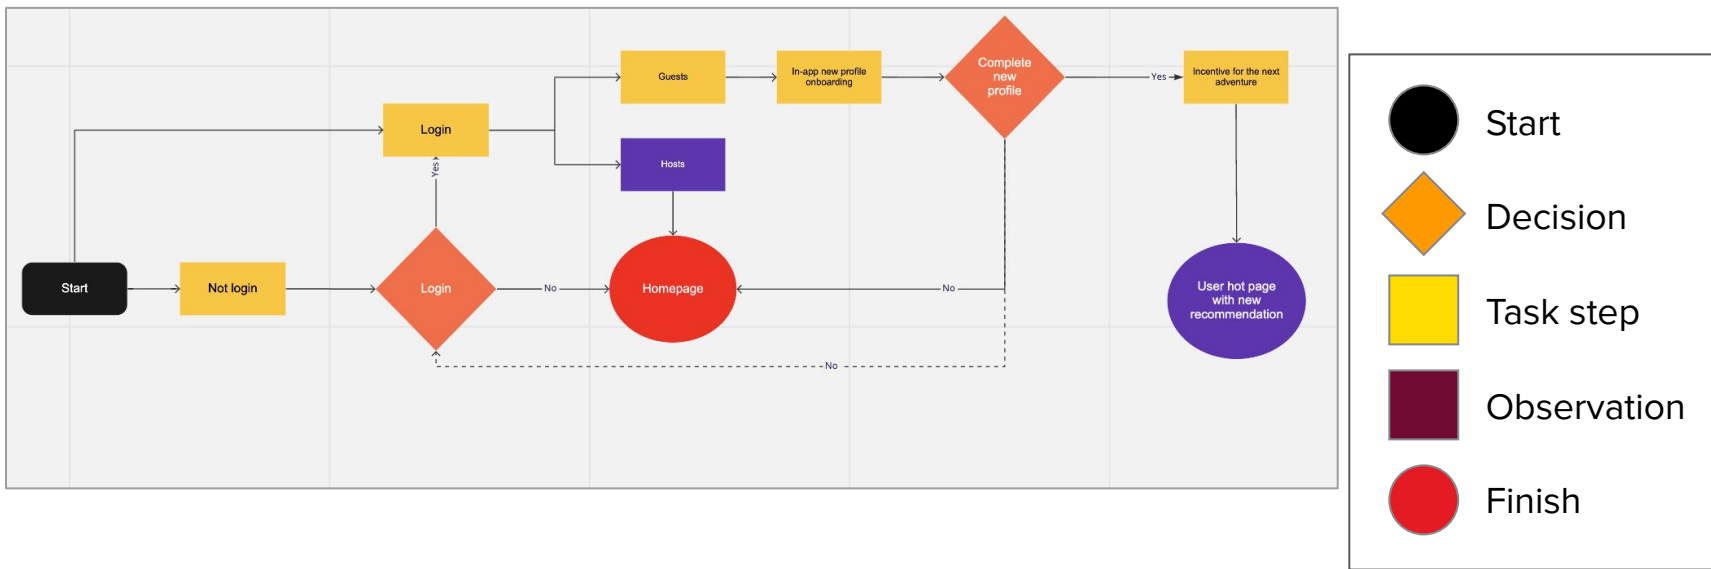 Guests
In-app new profile
onboarding
Complete
new
profile
Yes
Incentive for the next
adventure
Login
Yes
Hosts
Start
Not login
Login
No
Homepage
No
User hot page
with new
recommendation
No
Start
Decision
Task step
Observation
Finish